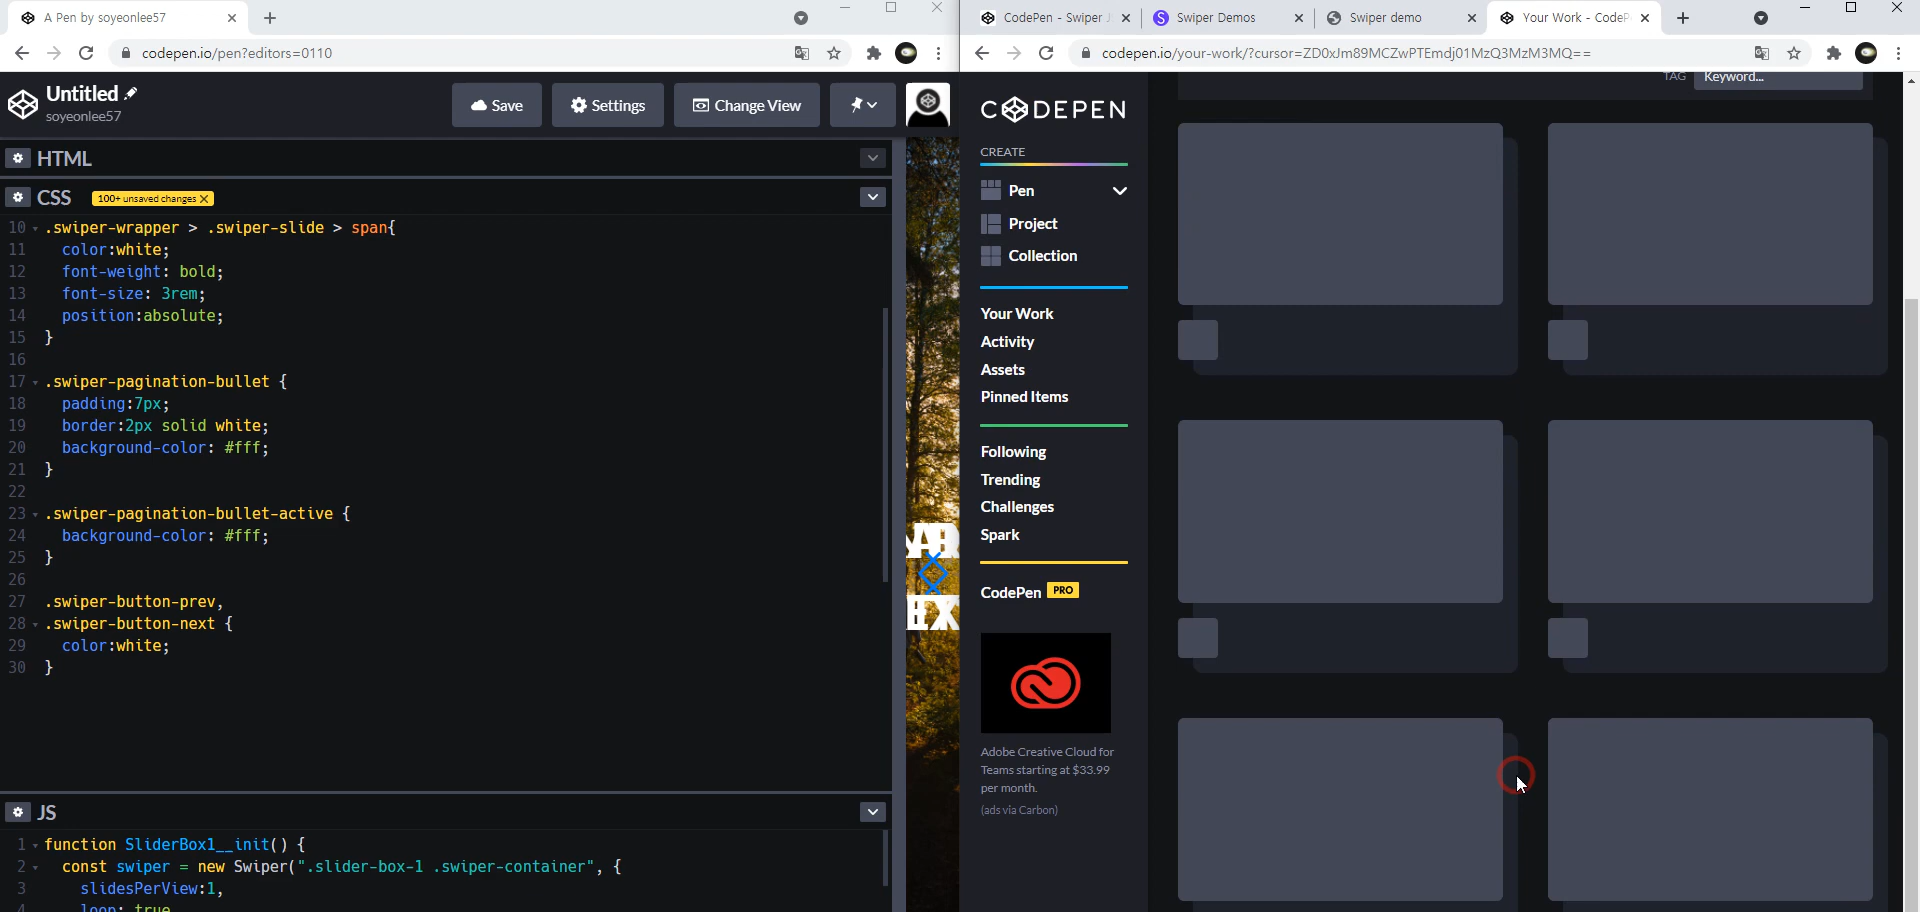 A Pen by soyeonlee57
codepen.io/pen?editors=0110
Untitled
soyeonlee57
Save
Settings
Change View
HTML
CSS
100+ unsaved changes
10 .swiper-wrapper > .swiper-slide > span{
11 color:white;
12 font-weight: bold;
13 font-size: 3rem;
14 position:absolute;
15 }
16
17 .swiper-pagination-bullet {
18 padding:7px;
19 border:2px solid white;
20 background-color: #fff;
21 }
22
23 .swiper-pagination-bullet-active {
24 background-color: #fff;
25 }
26
27 .swiper-button-prev,
28 .swiper-button-next {
29 color:white;
30 }
JS
1 function SliderBox1__init() {
2 const swiper = new Swiper(".slider-box-1 .swiper-container", {
3 slidesPerView:1,
4 loop: true
CodePen - Swiper
Swiper Demos
Swiper demo
Your Work - CodeP
codepen.io/your-work/?cursor=ZD0xJm89MCZwPTEmdj01MzQ3MzM3MQ==
TAG
Keyword...
CODEPEN
CREATE
Pen
Project
Collection
Your Work
Activity
Assets
Pinned Items
Following
Trending
Challenges
Spark
CodePen PRO
Adobe Creative Cloud for
Teams starting at $33.99
per month.
(ads via Carbon)